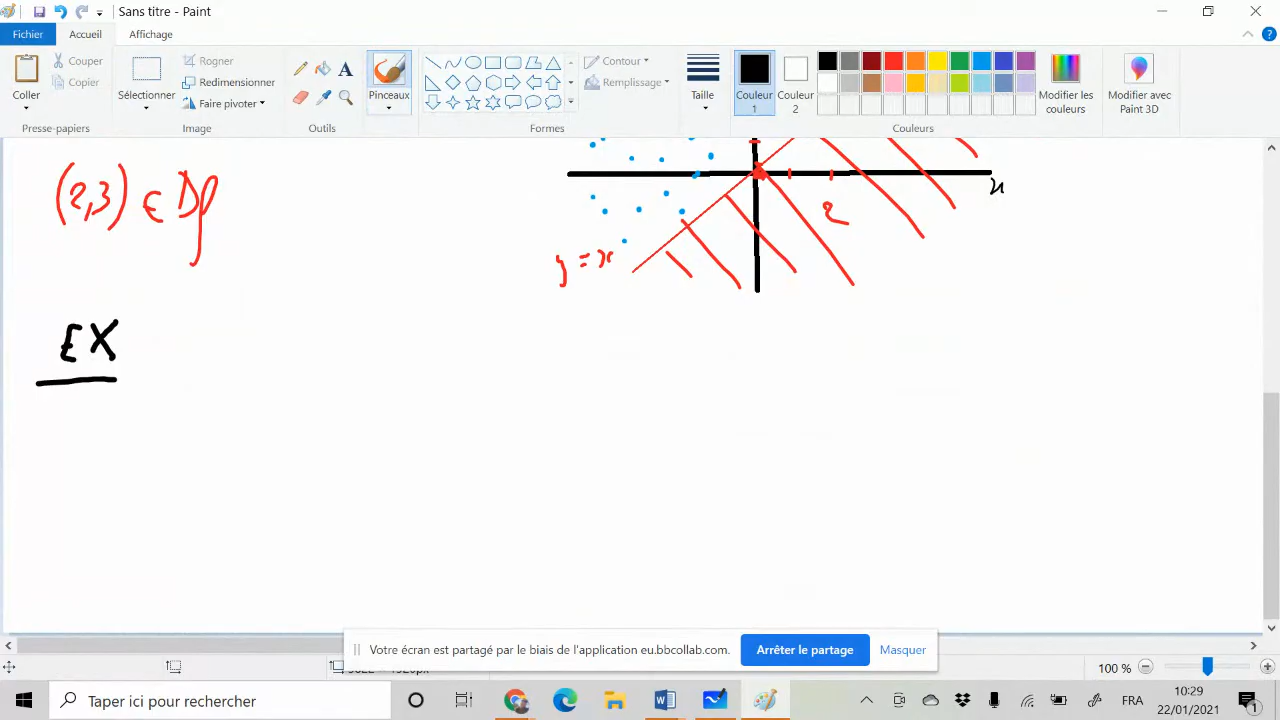 Sans titre - Paint
Fichier Accueil Affichage
Coller
Couper
Copier
Presse-papiers
Sélectionner
Rogner
Redimensionner
Faire pivoter
Image
Outils
Pinceaux
Formes
Contour
Remplissage
Taille
Couleur 1
Couleur 2
Couleurs
Modifier les couleurs
Modifier avec Paint 3D
(2,3) ∈ Df
x
2
y = x
EX
Votre écran est partagé par le biais de l'application eu.bbcollab.com. Arrêter le partage Masquer
100 %
Taper ici pour rechercher
FRA
10:29
22/01/2021
1